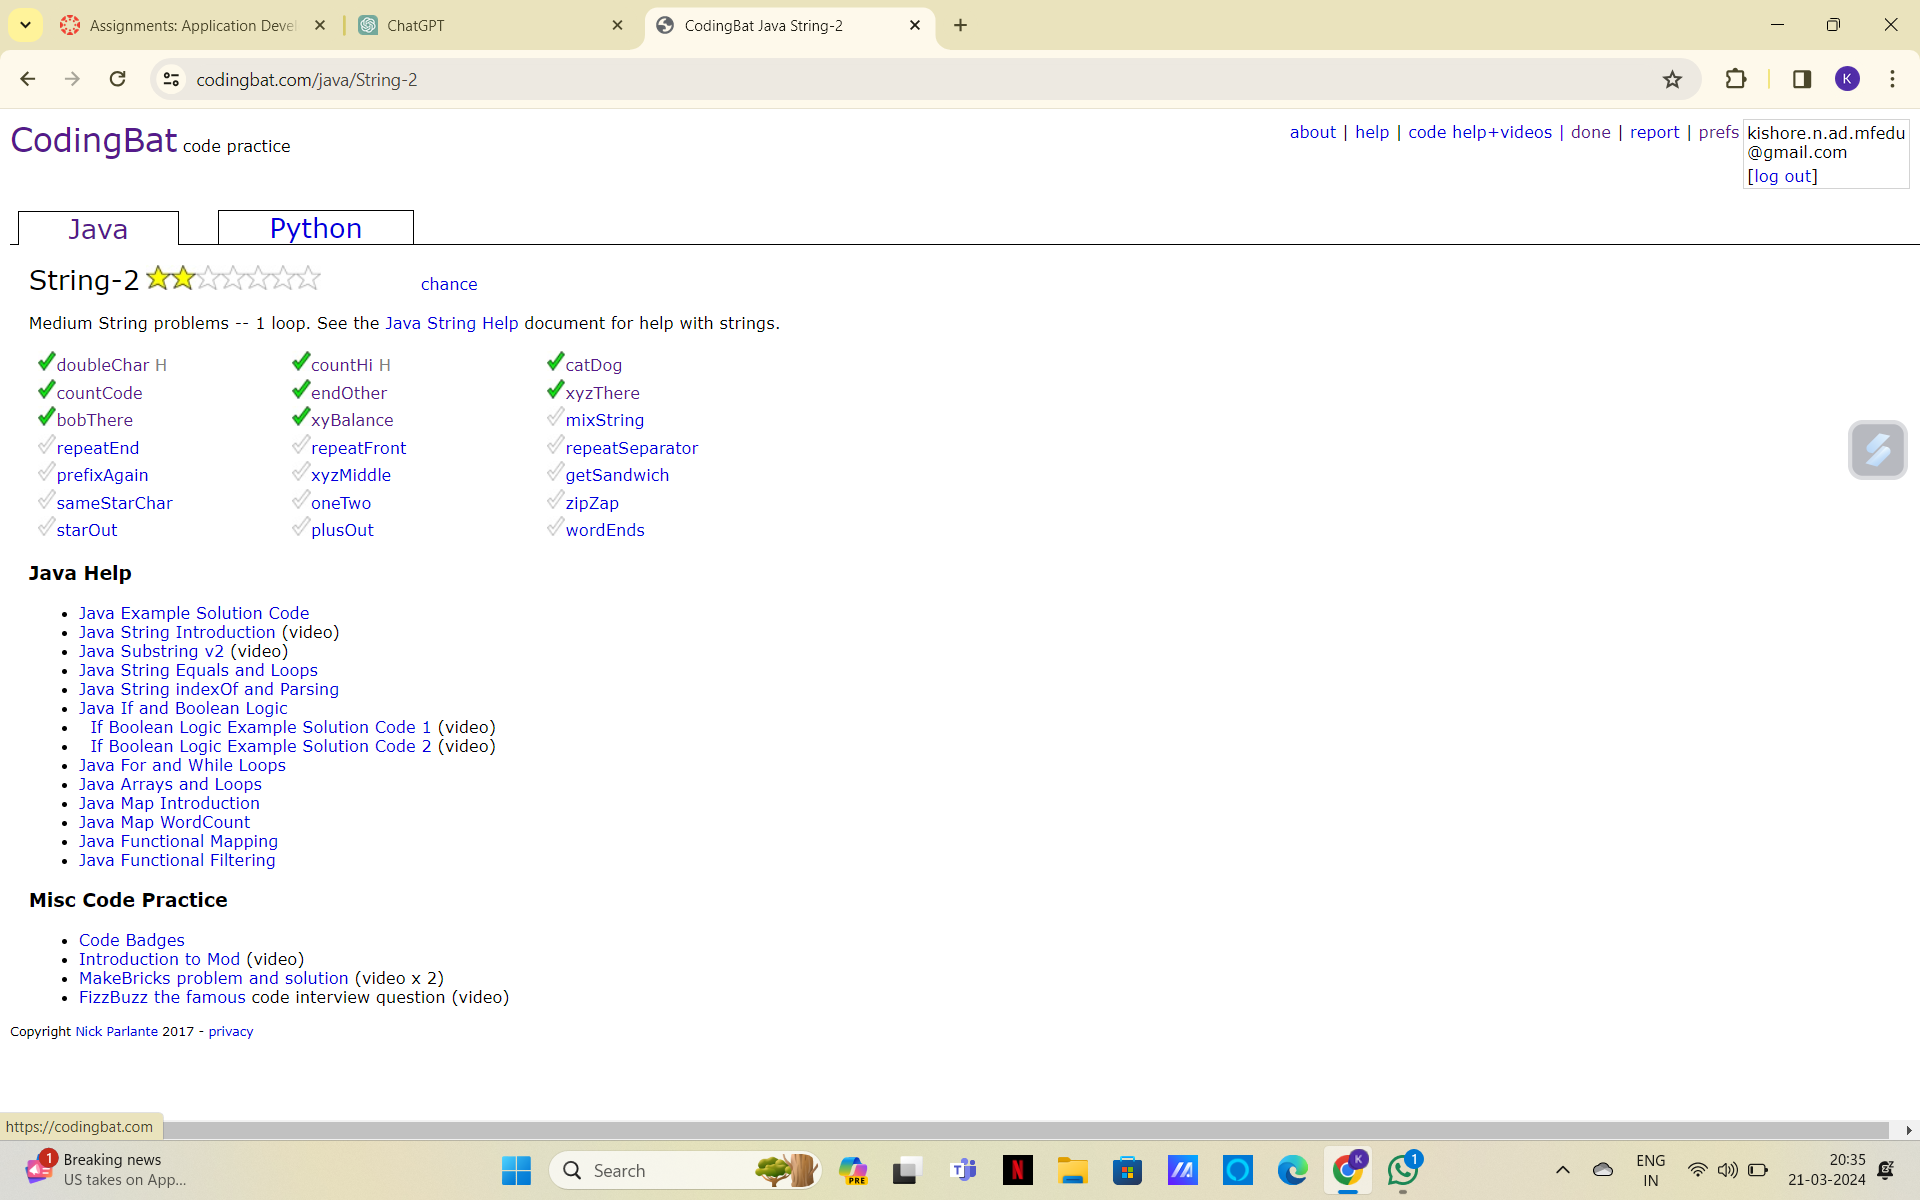 Assignments: Application Devel
ChatGPT
CodingBat Java String-2
codingbat.com/java/String-2
K
CodingBat code practice
about | help | code help+videos | done | report | prefs
kishore.n.ad.mfedu
@gmail.com
[log out]
Java
Python
String-2
chance
Medium String problems -- 1 loop. See the Java String Help document for help with strings.
doubleChar H countHi H catDog
countCode endOther xyzThere
bobThere xyBalance mixString
repeatEnd repeatFront repeatSeparator
prefixAgain xyzMiddle getSandwich
sameStarChar oneTwo zipZap
starOut plusOut wordEnds
Java Help
Java Example Solution Code
Java String Introduction (video)
Java Substring v2 (video)
Java String Equals and Loops
Java String indexOf and Parsing
Java If and Boolean Logic
If Boolean Logic Example Solution Code 1 (video)
If Boolean Logic Example Solution Code 2 (video)
Java For and While Loops
Java Arrays and Loops
Java Map Introduction
Java Map WordCount
Java Functional Mapping
Java Functional Filtering
Misc Code Practice
Code Badges
Introduction to Mod (video)
MakeBricks problem and solution (video x 2)
FizzBuzz the famous code interview question (video)
Copyright Nick Parlante 2017 - privacy
https://codingbat.com
1
Breaking news
US takes on App...
Search
PRE
N
K
1
ENG
IN
20:35
21-03-2024